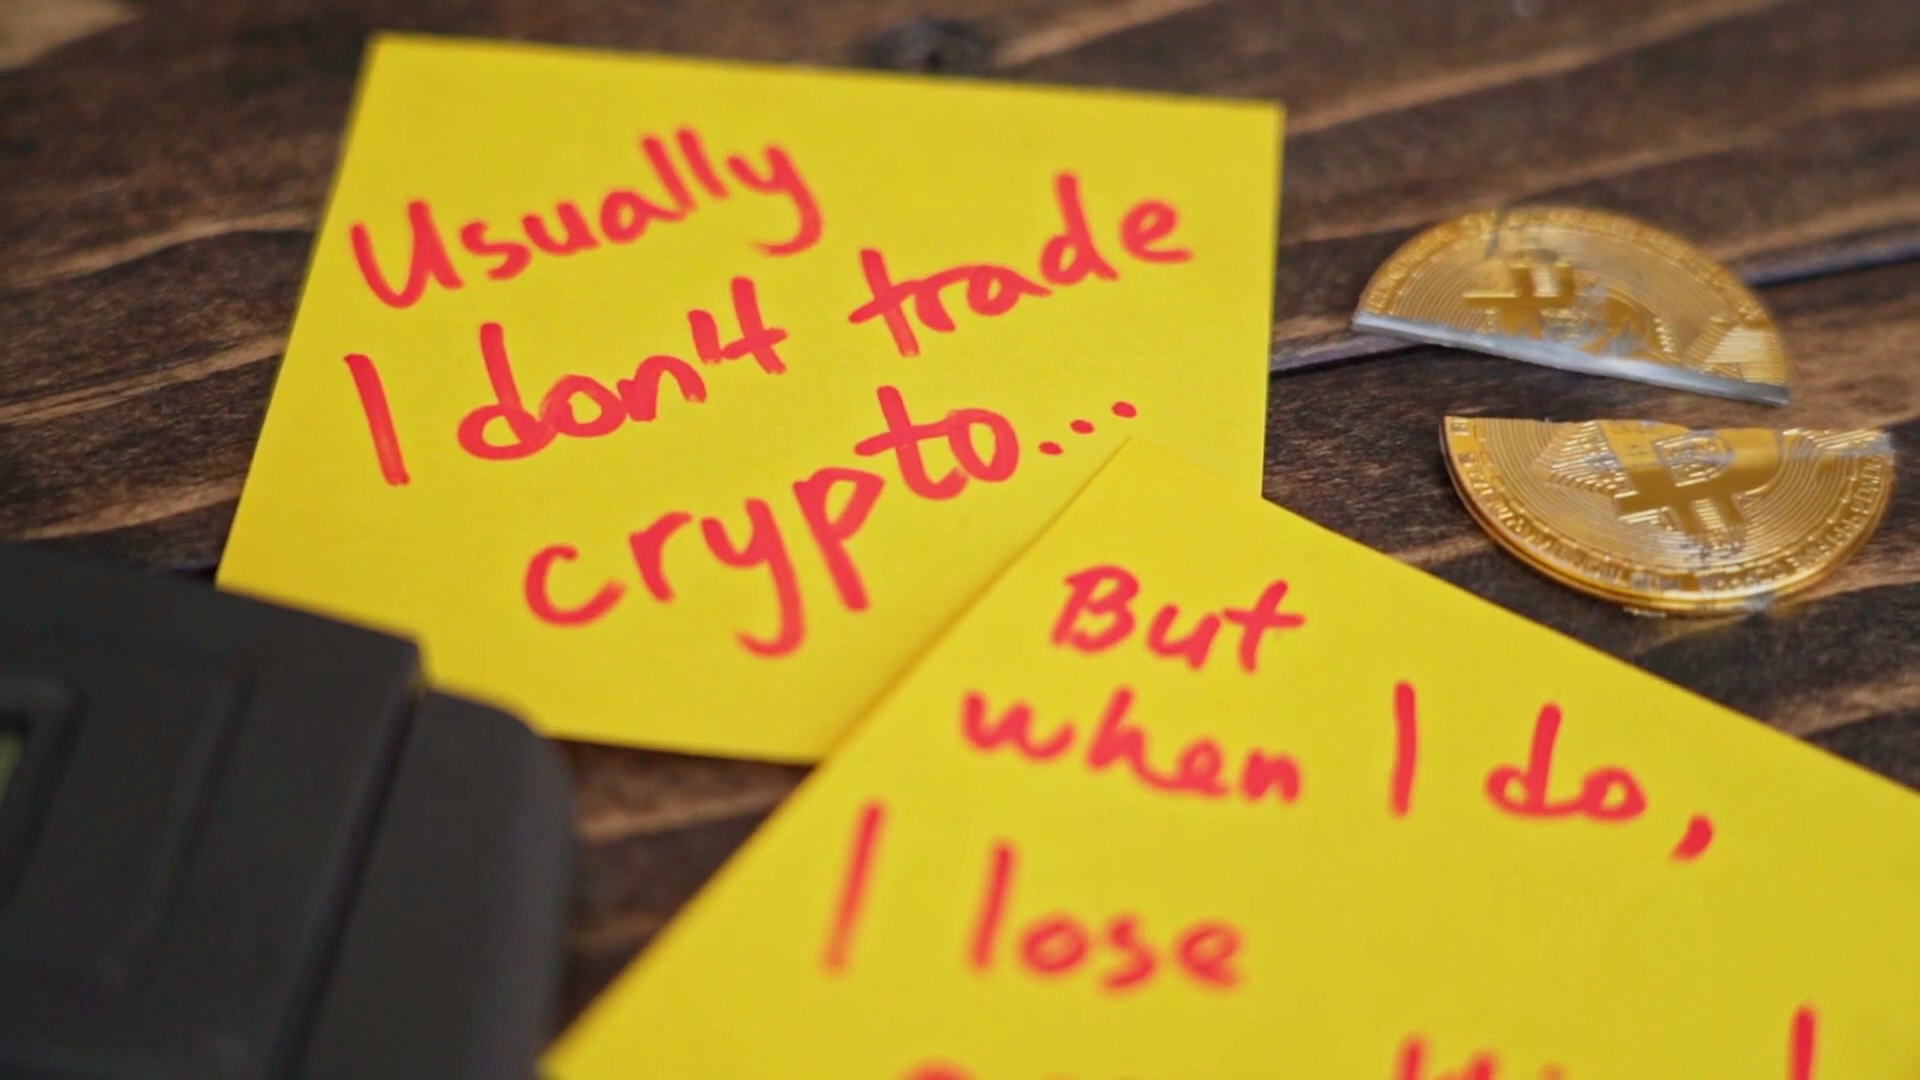 Usually
I don't trade
crypto...
But
when I do,
I lose